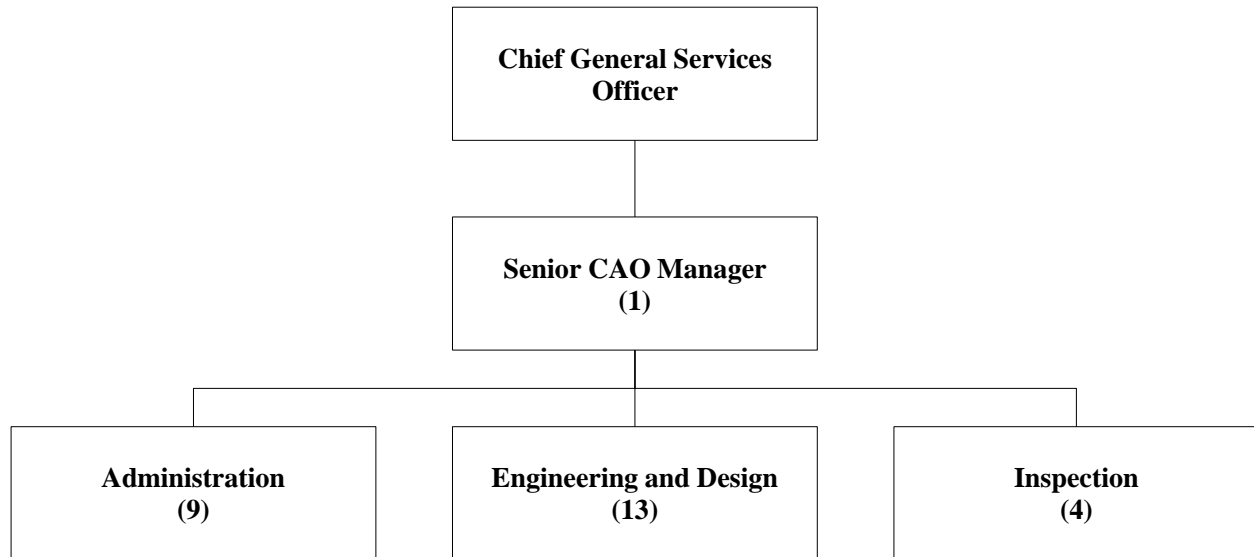 Chief General Services
Officer
Senior CAO Manager
(1)
Administration
(9)
Engineering and Design
(13)
Inspection
(4)